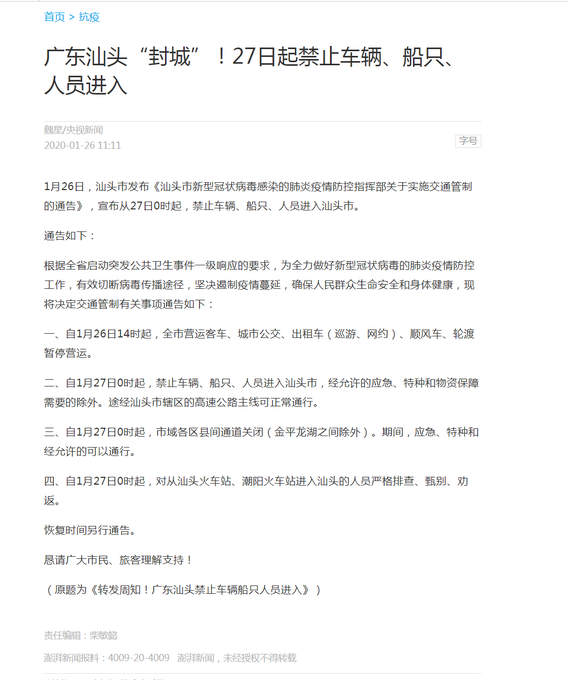 首页 > 抗疫
广东汕头“封城”！27日起禁止车辆、船只、
人员进入
魏星/央视新闻
2020-01-26 11:11
字号
1月26日，汕头市发布《汕头市新型冠状病毒感染的肺炎疫情防控指挥部关于实施交通管制
的通告》，宣布从27日0时起，禁止车辆、船只、人员进入汕头市。
通告如下：
根据全省启动突发公共卫生事件一级响应的要求，为全力做好新型冠状病毒的肺炎疫情防控
工作，有效切断病毒传播途径，坚决遏制疫情蔓延，确保人民群众生命安全和身体健康，现
将决定交通管制有关事项通告如下：
一、自1月26日14时起，全市营运客车、城市公交、出租车（巡游、网约）、顺风车、轮渡
暂停营运。
二、自1月27日0时起，禁止车辆、船只、人员进入汕头市，经允许的应急、特种和物资保障
需要的除外。途经汕头市辖区的高速公路主线可正常通行。
三、自1月27日0时起，市域各区县间通道关闭（金平龙湖之间除外）。期间，应急、特种和
经允许的可以通行。
四、自1月27日0时起，对从汕头火车站、潮阳火车站进入汕头的人员严格排查、甄别、劝
返。
恢复时间另行通告。
恳请广大市民、旅客理解支持！
（原题为《转发周知！广东汕头禁止车辆船只人员进入》）
责任编辑：柴敏懿
澎湃新闻报料：4009-20-4009 澎湃新闻，未经授权不得转载